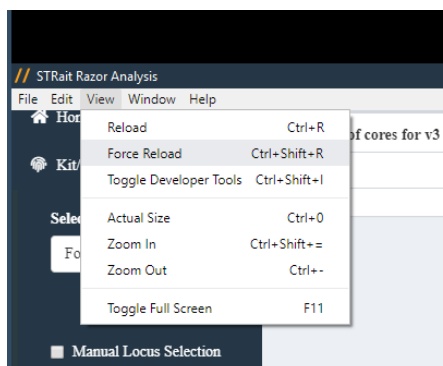 // STRait Razor Analysis
File Edit View Window Help
Reload Ctrl+R
of cores for v3
Force Reload Ctrl+Shift+R
Kit/
Toggle Developer Tools Ctrl+Shift+I
Actual Size Ctrl+0
Zoom In Ctrl+Shift+=
Fo
Zoom Out Ctrl+-
Toggle Full Screen F11
Manual Locus Selection